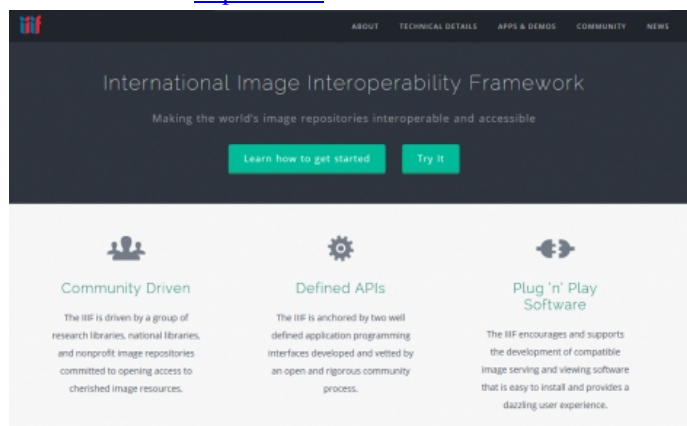 iiif
ABOUT TECHNICAL DETAILS APPS & DEMOS COMMUNITY NEWS
International Image Interoperability Framework
Making the world's image repositories interoperable and accessible
Learn how to get started Try It
Community Driven
The IIIF is driven by a group of
research libraries, national libraries,
and nonprofit image repositories
committed to opening access to
cherished image resources.
Defined APIs
The IIIF is anchored by two well
defined application programming
interfaces developed and vetted by
an open and rigorous community
process.
Plug 'n' Play
Software
The IIIF encourages and supports
the development of compatible
image serving and viewing software
that is easy to install and provides a
dazzling user experience.